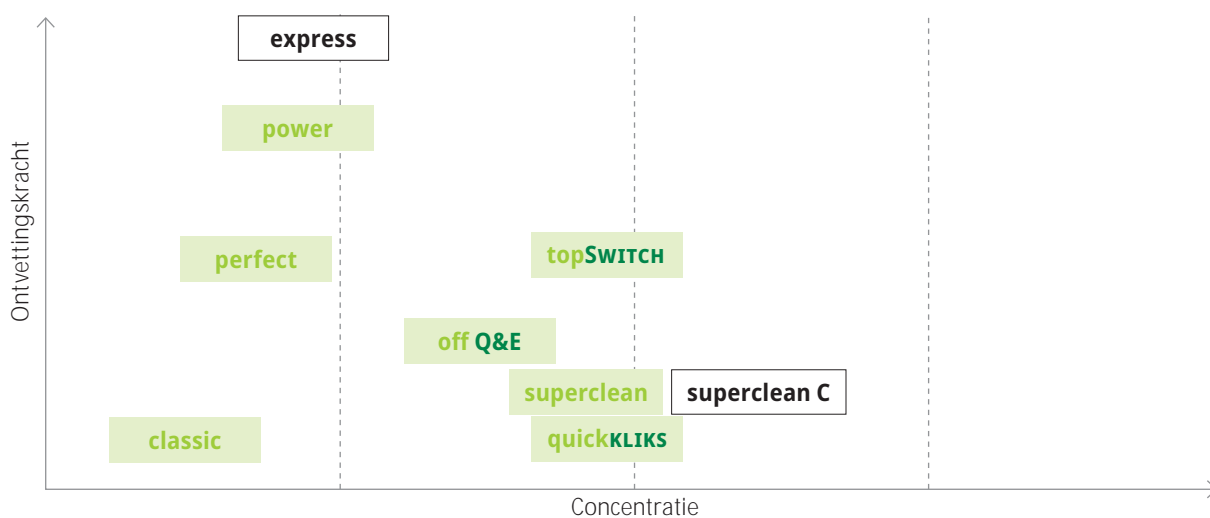 express
power
Ontvettingskracht
perfect
topSWITCH
off Q&E
superclean
superclean C
classic
quickKLIKS
Concentratie